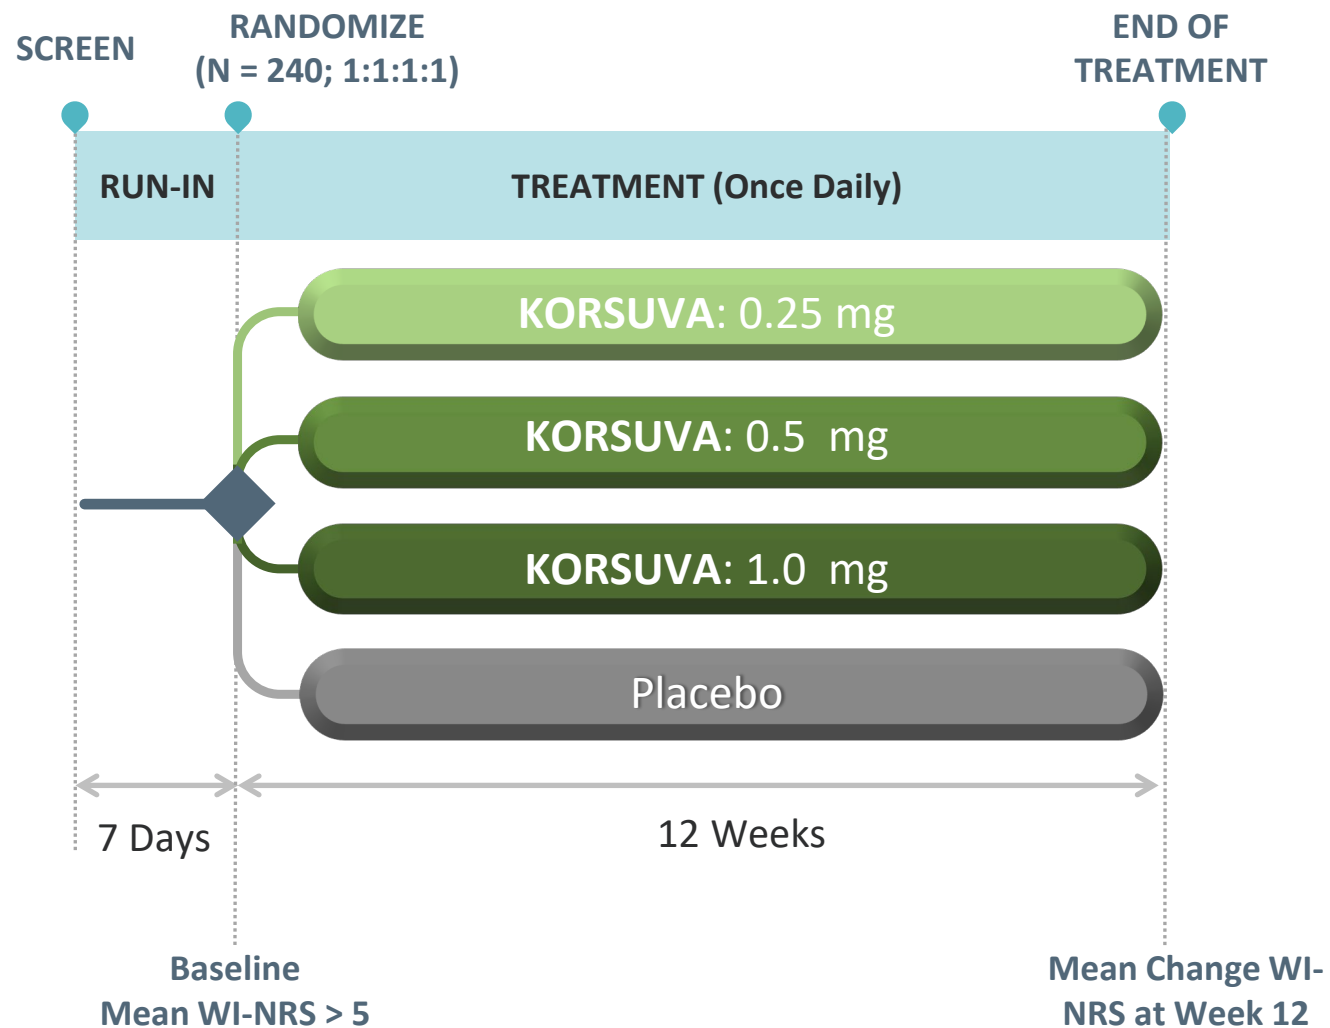 SCREEN
RANDOMIZE
(N = 240; 1:1:1:1)
END OF
TREATMENT
RUN-IN
TREATMENT (Once Daily)
KORSUVA: 0.25 mg
KORSUVA: 0.5 mg
KORSUVA: 1.0 mg
Placebo
7 Days
12 Weeks
Baseline
Mean WI-NRS > 5
Mean Change WI-
NRS at Week 12